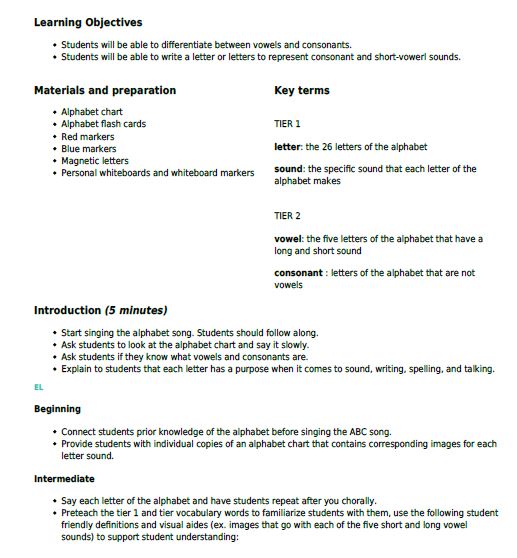 Learning Objectives
• Students will be able to differentiate between vowels and consonants.
• Students will be able to write a letter or letters to represent consonant and short-vowerl sounds.
Materials and preparation
• Alphabet chart
• Alphabet flash cards
• Red markers
• Blue markers
• Magnetic letters
• Personal whiteboards and whiteboard markers
Key terms
TIER 1
letter: the 26 letters of the alphabet
sound: the specific sound that each letter of the
alphabet makes
TIER 2
vowel: the five letters of the alphabet that have a
long and short sound
consonant : letters of the alphabet that are not
vowels
Introduction (5 minutes)
• Start singing the alphabet song. Students should follow along.
• Ask students to look at the alphabet chart and say it slowly.
• Ask students if they know what vowels and consonants are.
• Explain to students that each letter has a purpose when it comes to sound, writing, spelling, and talking.
EL
Beginning
• Connect students prior knowledge of the alphabet before singing the ABC song.
• Provide students with individual copies of an alphabet chart that contains corresponding images for each
letter sound.
Intermediate
• Say each letter of the alphabet and have students repeat after you chorally.
• Preteach the tier 1 and tier vocabulary words to familiarize students with them, use the following student
friendly definitions and visual aides (ex. images that go with each of the five short and long vowel
sounds) to support student understanding: